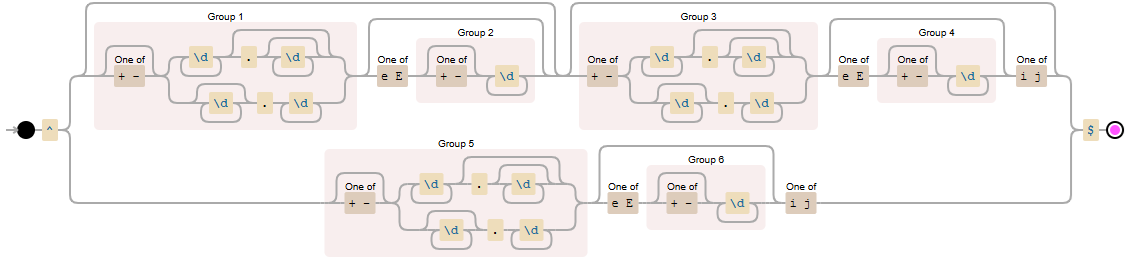 Group 1
Group 3
Group 2
Group 4
One of
\d
.
\d
One of
One of
One of
\d
.
\d
One of
One of
One of
+ -
e E
+ -
\d
+ -
e E
+ -
\d
i j
\d
.
\d
\d
.
\d
^
$
Group 5
Group 6
One of
\d
.
\d
One of
One of
One of
+ -
e E
+ -
\d
i j
\d
.
\d